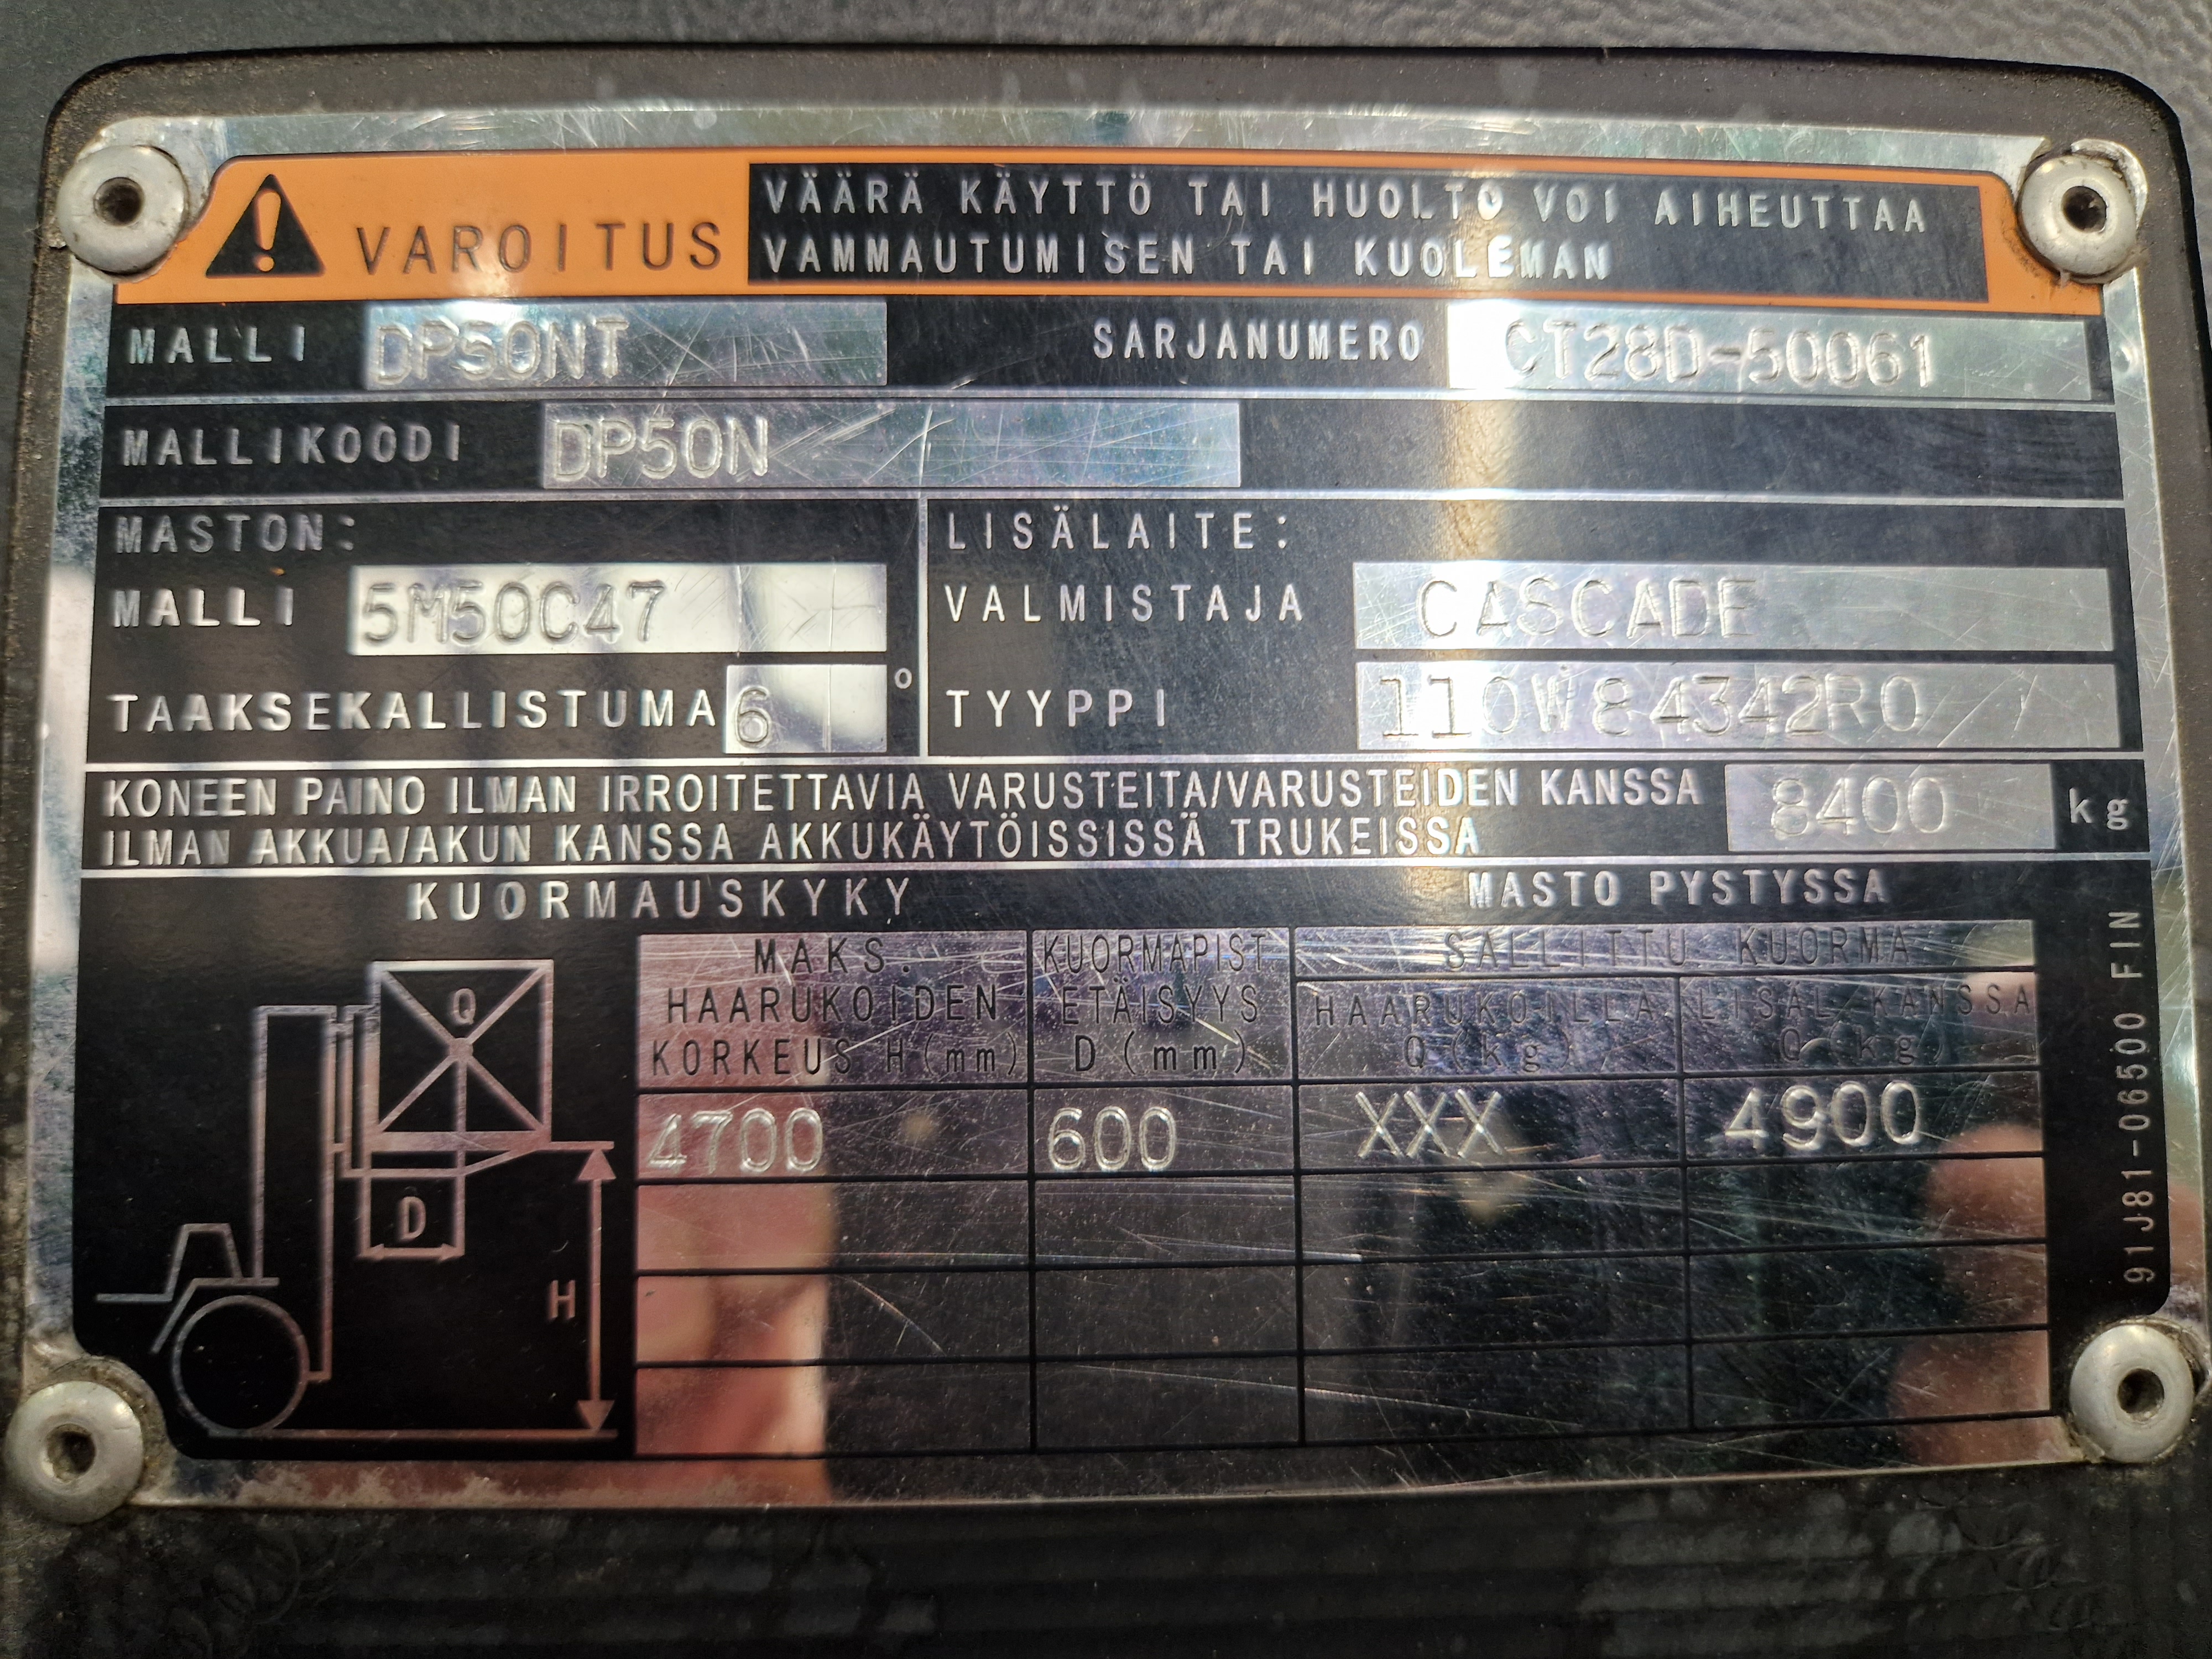 VAROITUS
VÄÄRÄ KÄYTTÖ TAI HUOLTO VOI AIHEUTTAA
VAMMAUTUMISEN TAI KUOLEMAN
MALLI DP50NT SARJANUMERO CT28D-50061
MALLIKOODI DP50N
MASTON:
MALLI 5M50C47
TAAKSEKALLISTUMA 6 °
LISÄLAITE:
VALMISTAJA CASCADE
TYYPPI 110W84342R0
KONEEN PAINO ILMAN IRROITETTAVIA VARUSTEITA/VARUSTEIDEN KANSSA
ILMAN AKKUA/AKUN KANSSA AKKUKÄYTÖISSISSÄ TRUKEISSA
8400 kg
KUORMAUSKYKY MASTO PYSTYSSA
Q
D
H
MAKS.
HAARUKOIDEN
KORKEUS H(mm)
KUORMAPIST
ETÄISYYS
D (mm)
SALLITTU KUORMA
HAARUKOILLA
Q (kg)
LISÄL. KANSSA
Q (kg)
4700 600 XXX 4900
91J81-06500 FIN